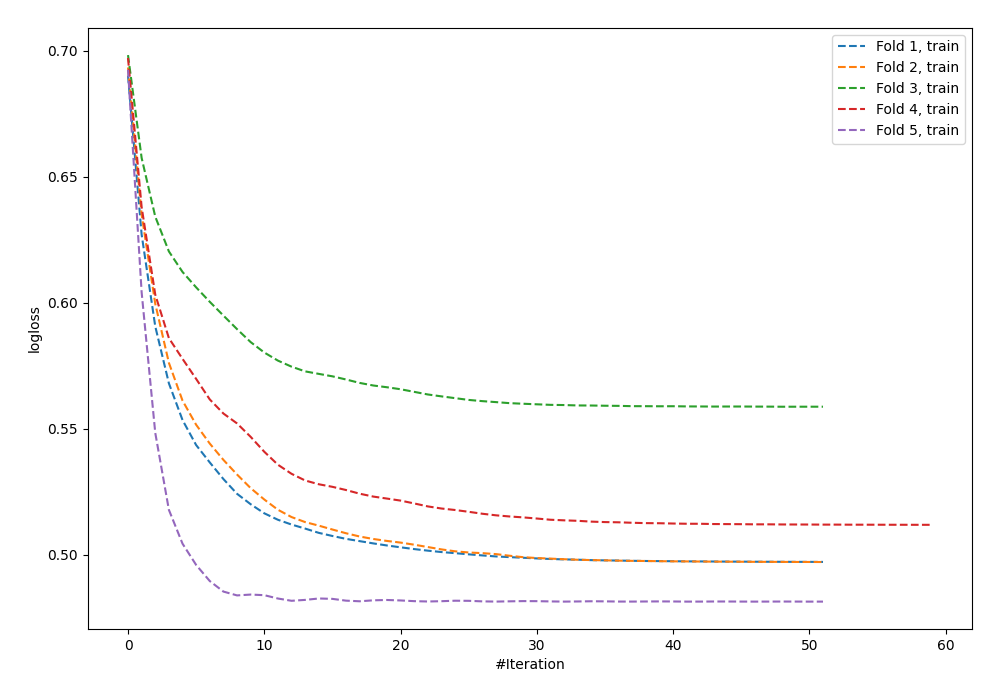 0.70
0.65
0.60
0.55
0.50
logloss
0
10
20
30
40
50
60
#Iteration
Fold 1, train
Fold 2, train
Fold 3, train
Fold 4, train
Fold 5, train